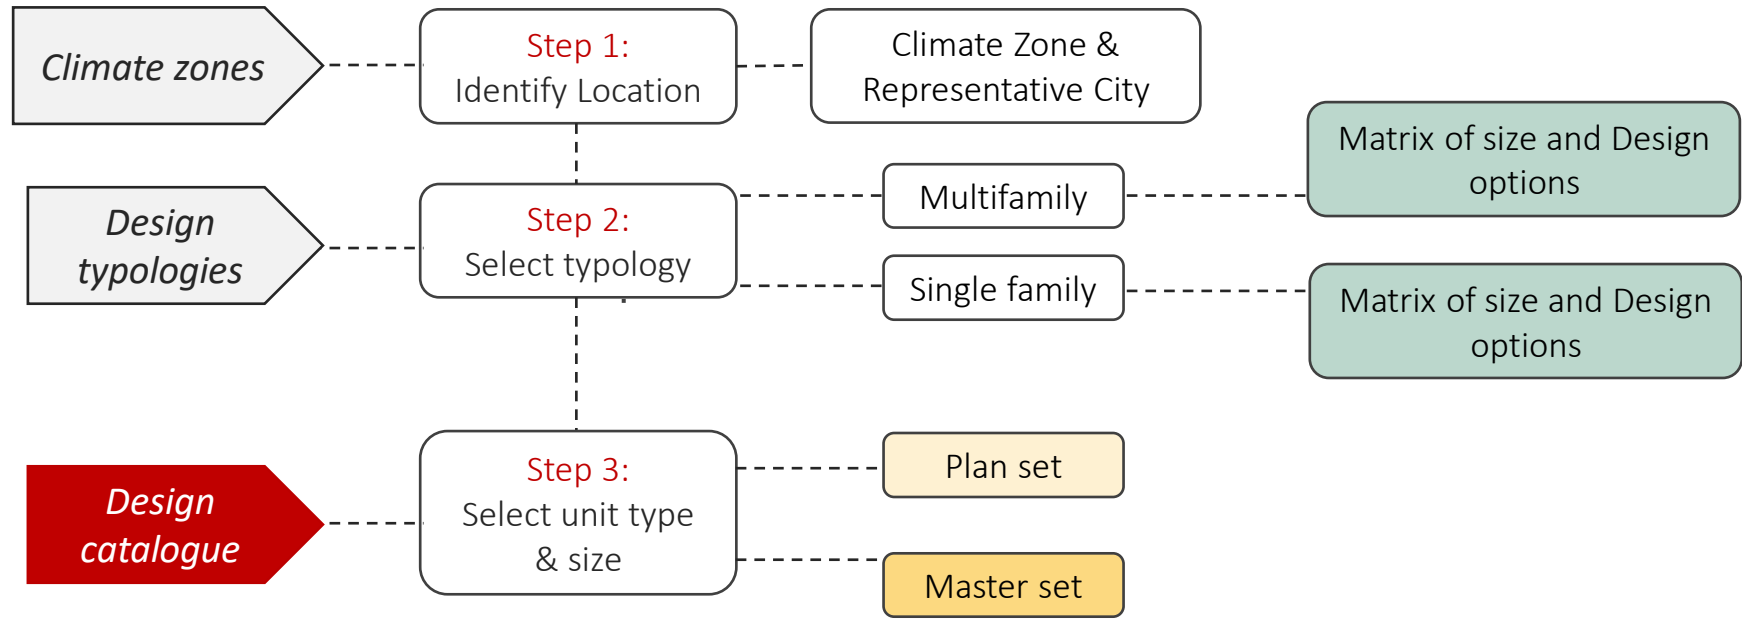 Climate zones
Step 1:
Identify Location
Climate Zone &
Representative City
Design
typologies
Step 2:
Select typology
Multifamily
Matrix of size and Design
options
Single family
Matrix of size and Design
options
Design
catalogue
Step 3:
Select unit type
& size
Plan set
Master set